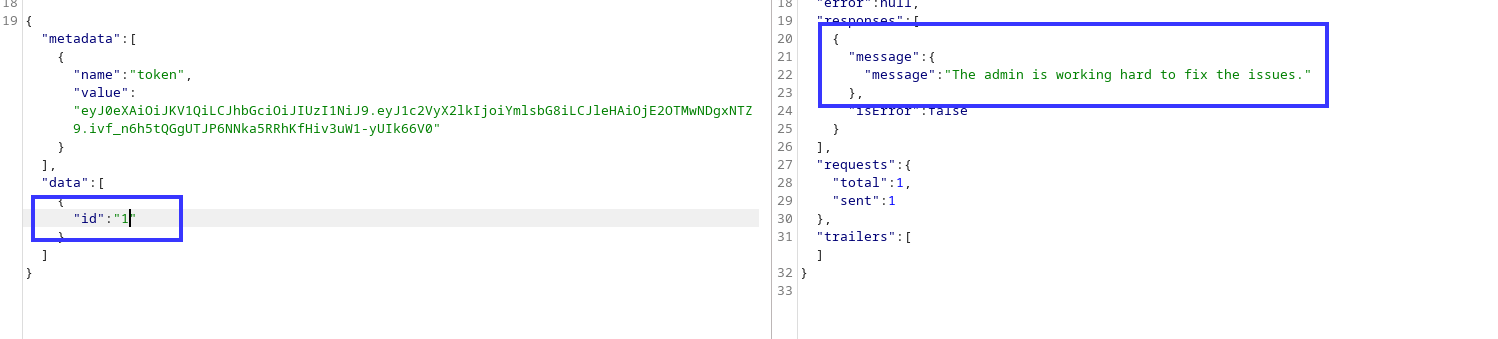 18
19 {
"metadata":[
{
"name":"token",
"value":
"eyJ0eXAiOiJKV1QiLCJhbGciOiJIUzI1NiJ9.eyJ1c2VyX2lkIjoiYmlsbG8iLCJleHAiOjE2OTMwNDgxNTZ
9.ivf_n6h5tQGgUTJP6NNka5RRhKfHiv3uW1-yUIk66V0"
}
],
"data":[
{
"id":"1"
}
]
}
18 "error":null,
19 "responses":[
20 {
21 "message":{
22 "message":"The admin is working hard to fix the issues."
23 },
24 "isError":false
25 }
26 ],
27 "requests":{
28 "total":1,
29 "sent":1
30 },
31 "trailers":[
]
32 }
33